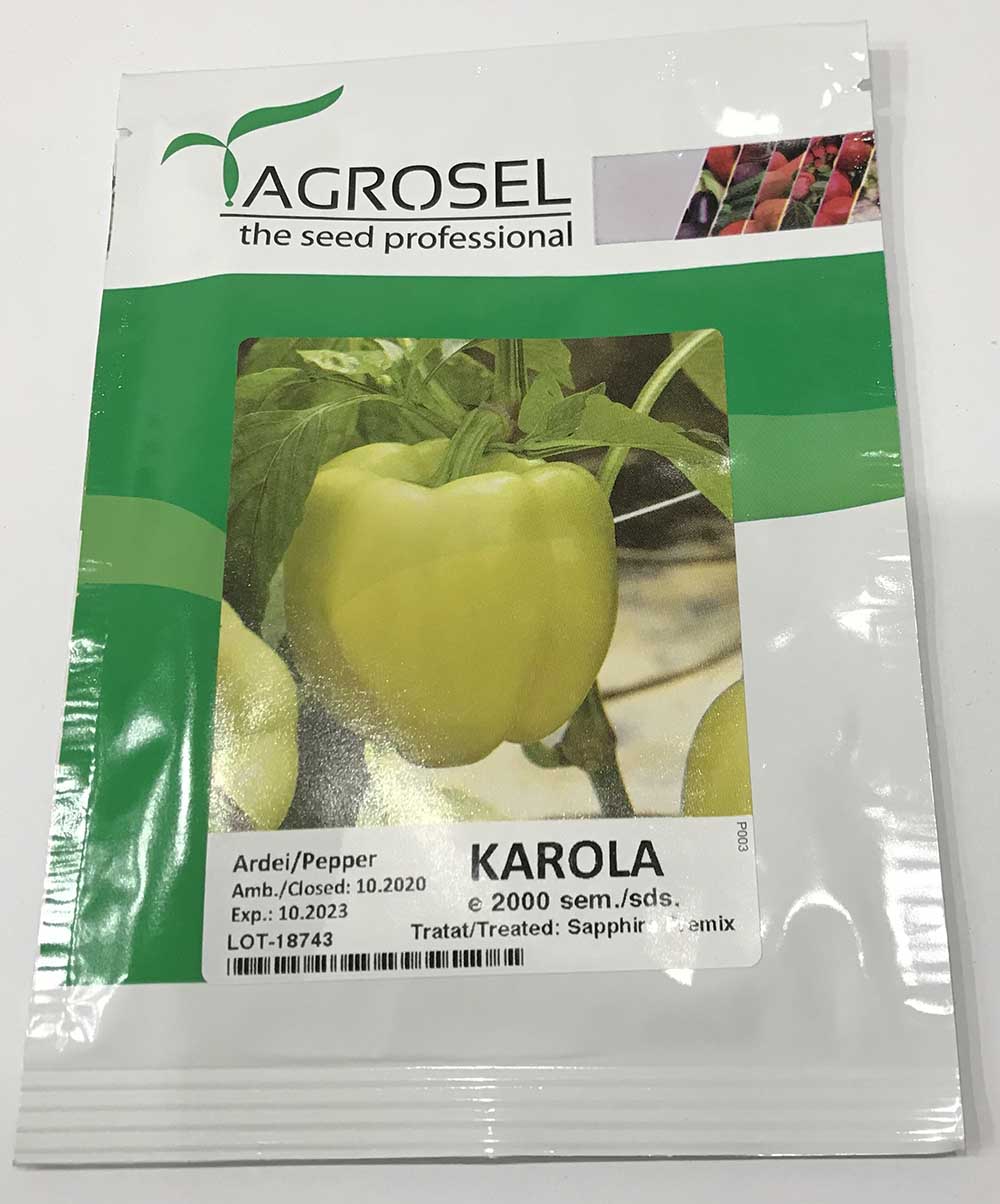 AGROSEL
the seed professional
P003
Ardei/Pepper
KAROLA
Amb./Closed: 10.2020
e 2000 sem./sds.
Exp.: 10.2023
Tratat/Treated:
LOT-18743